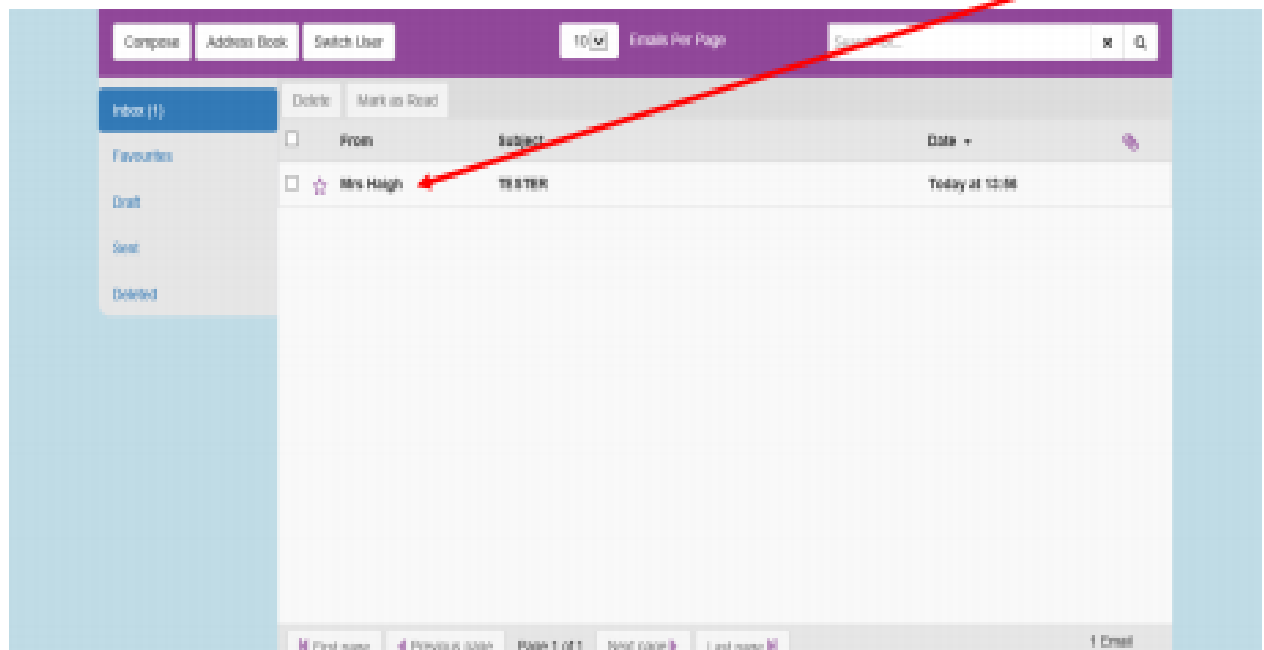 Compose Address Book Switch User 10 Emails Per Page
Inbox (1) Delete Mark as Read
From Subject Date
Favourites
Mrs Haigh TESTER Today at 12:56
Draft
Sent
Deleted
First page Previous page Page 1 of 1 Next page Last page 1 Email